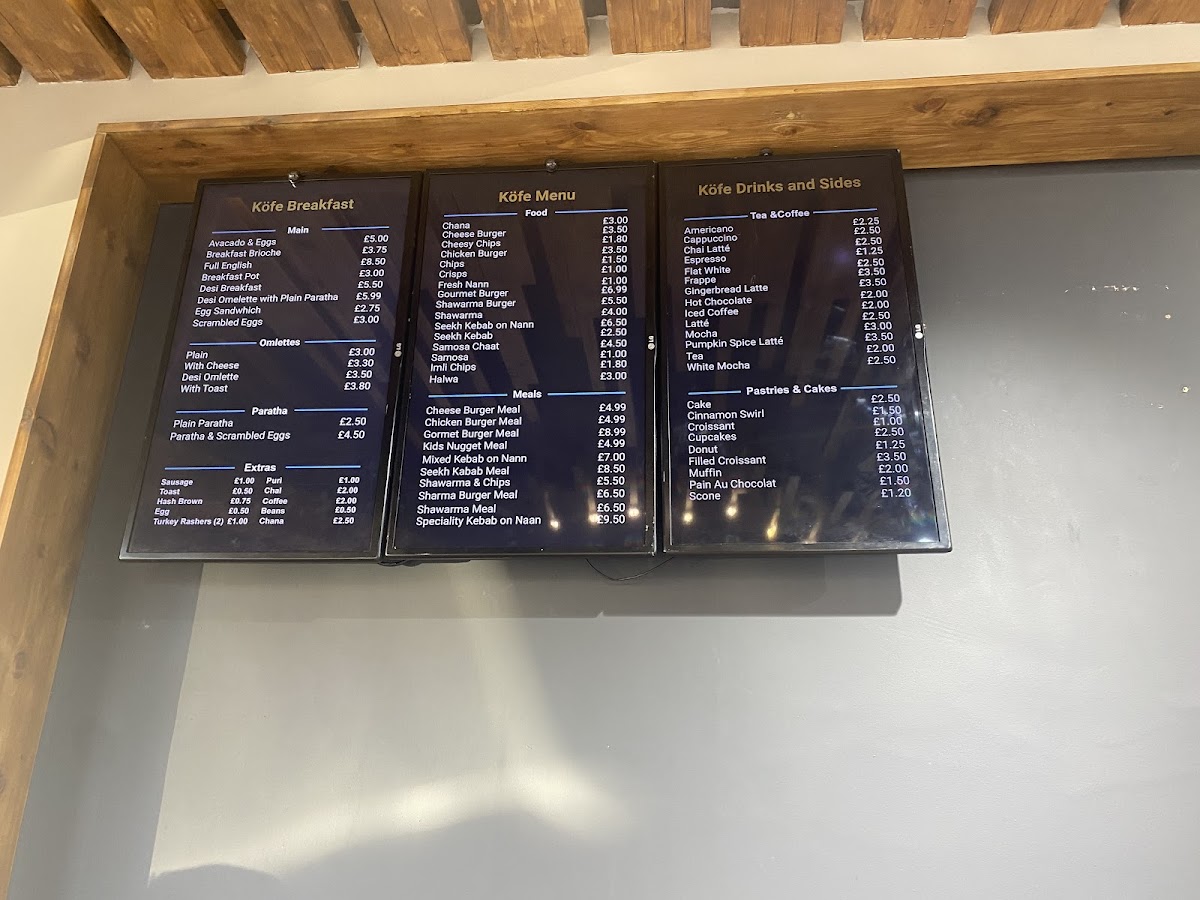 Köfe Breakfast
Main
Avacado & Eggs £5.00
Breakfast Brioche £3.75
Full English £8.50
Breakfast Pot £3.00
Desi Breakfast £5.50
Desi Omelette with Plain Paratha £5.99
Egg Sandwhich £2.75
Scrambled Eggs £3.00
Omlettes
Plain £3.00
With Cheese £3.30
Desi Omlette £3.50
With Toast £3.80
Paratha
Plain Paratha £2.50
Paratha & Scrambled Eggs £4.50
Extras
Sausage £1.00 Puri £1.00
Toast £0.50 Chai £2.00
Hash Brown £0.75 Coffee £2.00
Egg £0.50 Beans £0.50
Turkey Rashers (2) £1.00 Chana £2.50
Köfe Menu
Food
Chana £3.00
Cheese Burger £3.50
Cheesy Chips £1.80
Chicken Burger £3.50
Chips £1.50
Crisps £1.00
Fresh Nann £1.00
Gourmet Burger £6.99
Shawarma Burger £5.50
Shawarma £4.00
Seekh Kebab on Nann £6.50
Seekh Kebab £2.50
Samosa Chaat £4.50
Samosa £1.00
Imli Chips £1.80
Halwa £3.00
Meals
Cheese Burger Meal £4.99
Chicken Burger Meal £4.99
Gormet Burger Meal £8.99
Kids Nugget Meal £4.99
Mixed Kebab on Nann £7.00
Seekh Kabab Meal £8.50
Shawarma & Chips £5.50
Sharma Burger Meal £6.50
Shawarma Meal £6.50
Speciality Kebab on Naan £9.50
Köfe Drinks and Sides
Tea &Coffee
Americano £2.25
Cappuccino £2.50
Chai Latté £2.50
Espresso £1.25
Flat White £2.50
Frappe £3.50
Gingerbread Latte £3.50
Hot Chocolate £2.00
Iced Coffee £2.00
Latté £2.50
Mocha £3.00
Pumpkin Spice Latté £3.50
Tea £2.00
White Mocha £2.50
Pastries & Cakes
Cake £2.50
Cinnamon Swirl £1.50
Croissant £1.00
Cupcakes £2.50
Donut £1.25
Filled Croissant £3.50
Muffin £2.00
Pain Au Chocolat £1.50
Scone £1.20
LG
LG
LG